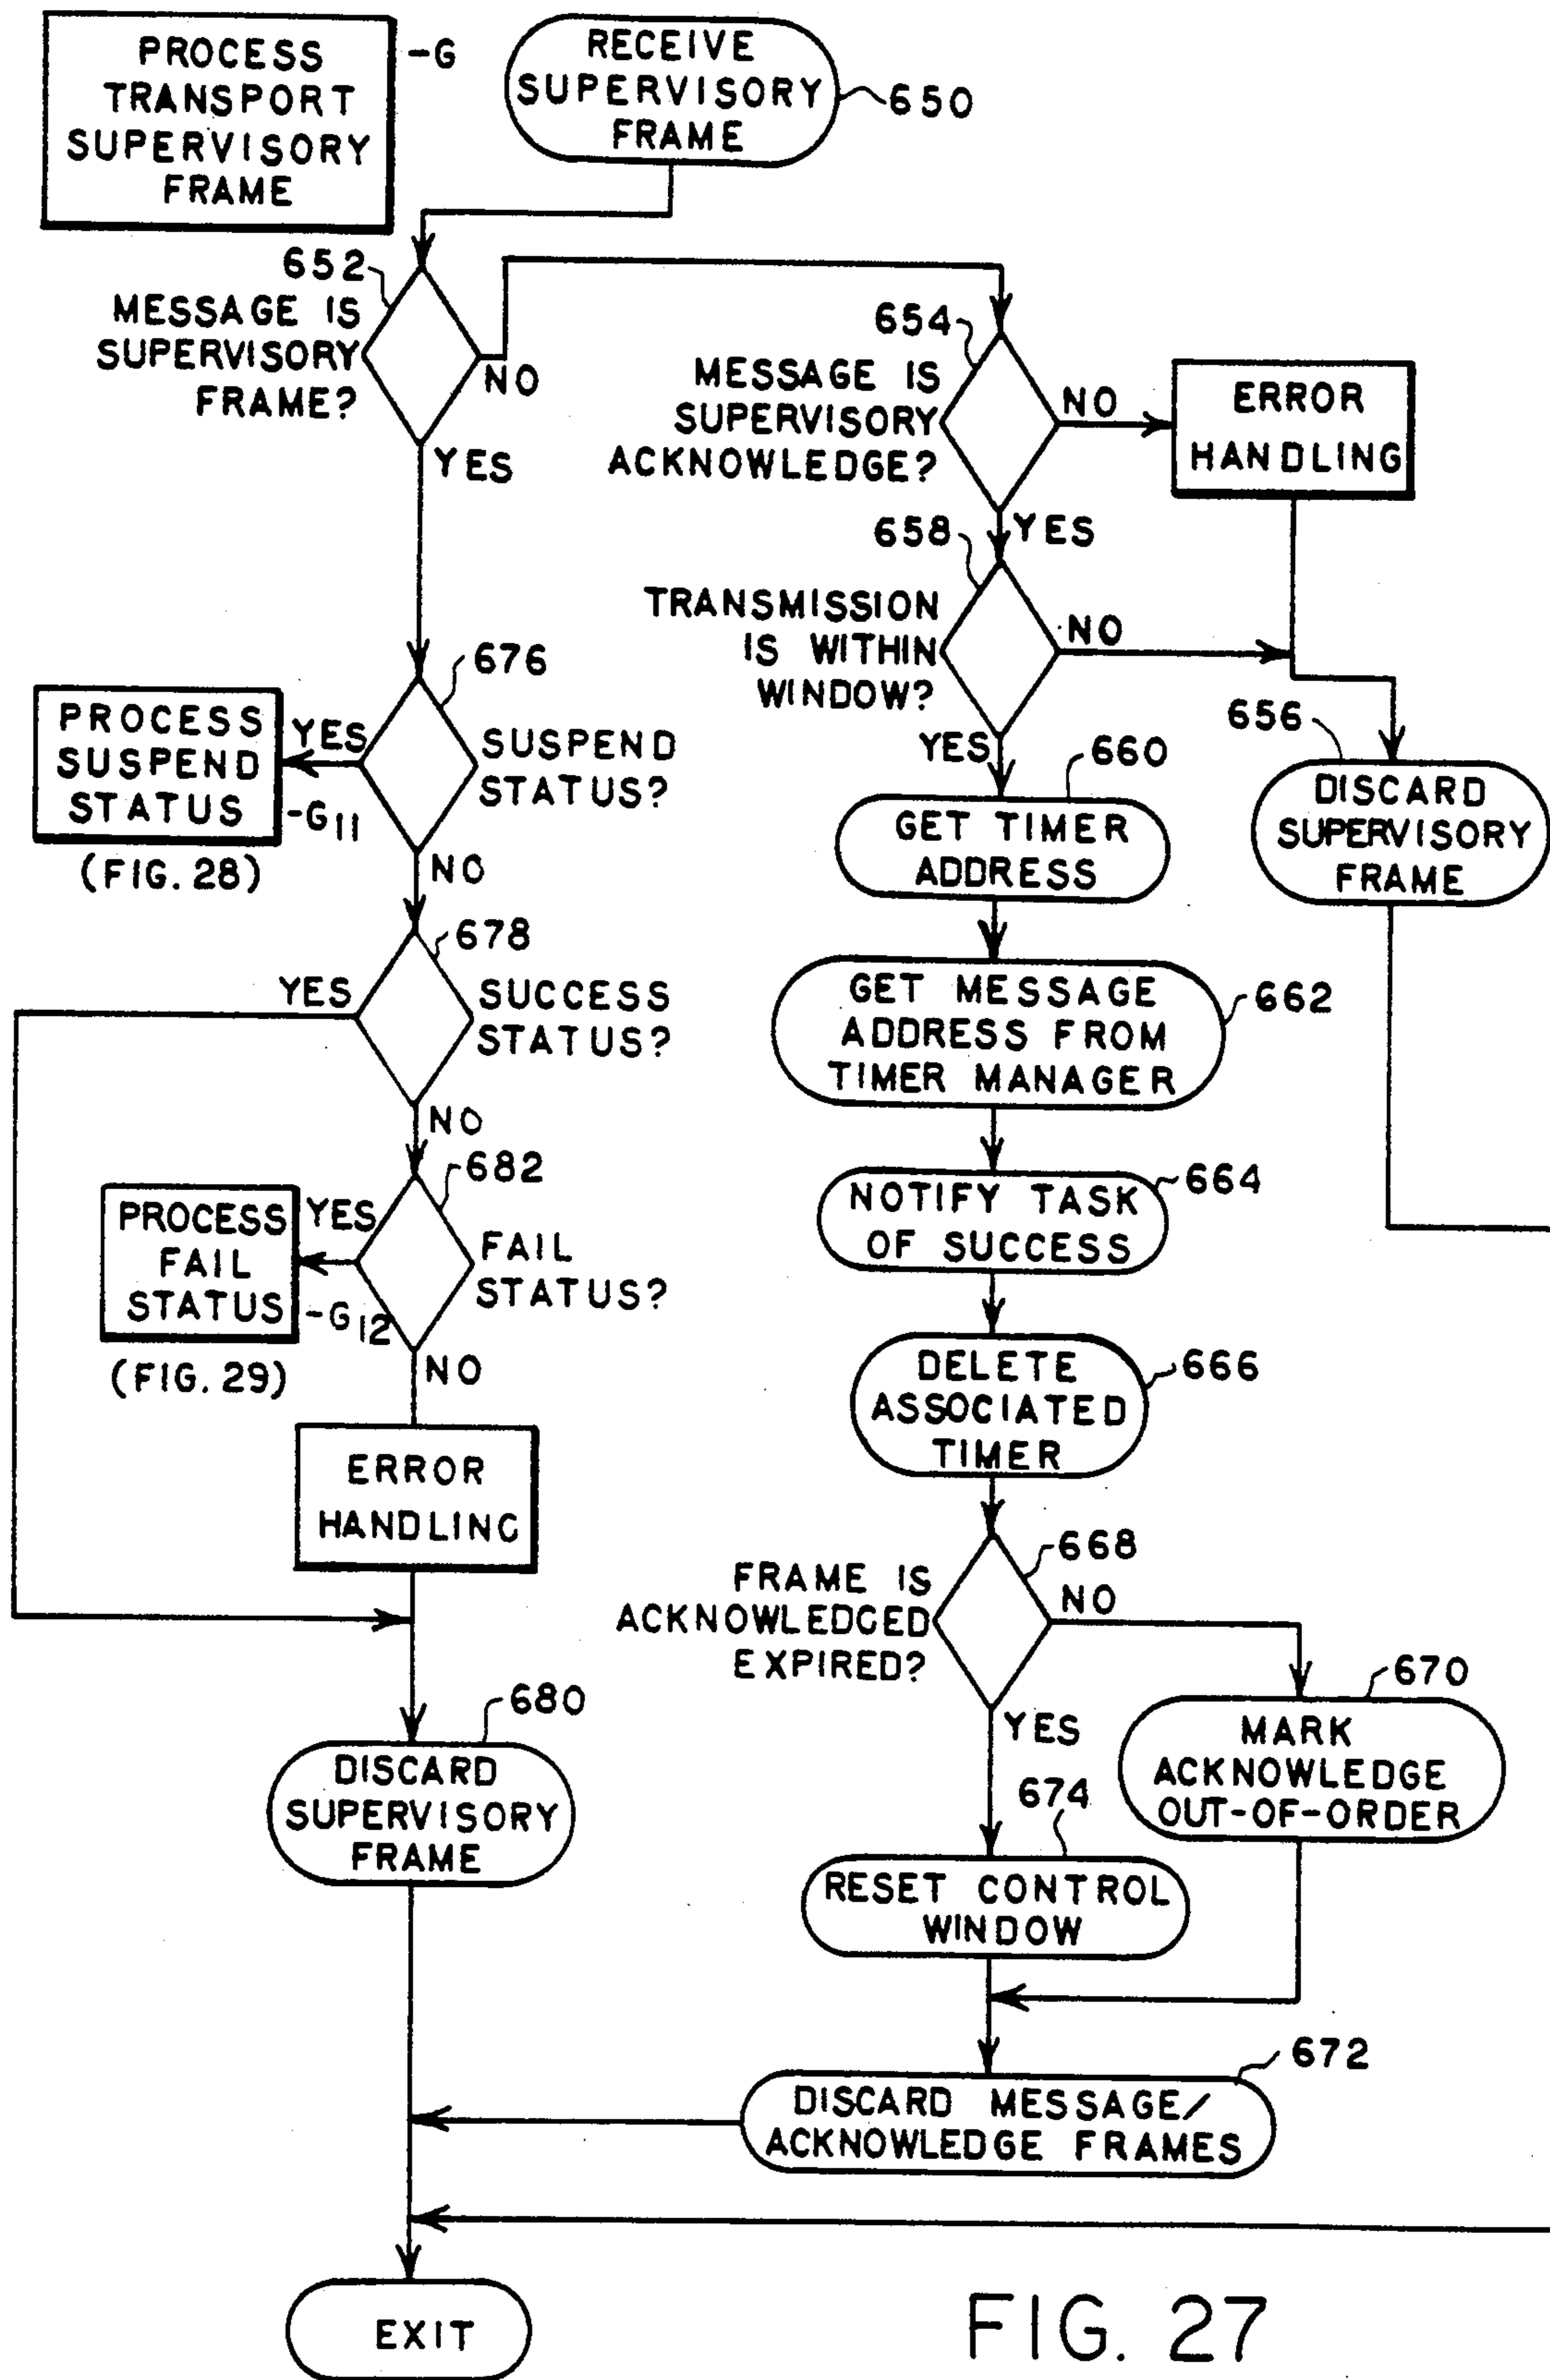 PROCESS
TRANSPORT
SUPERVISORY
FRAME
-G
RECEIVE
SUPERVISORY
FRAME
650
652
MESSAGE IS
SUPERVISORY
FRAME?
NO
YES
654
MESSAGE IS
SUPERVISORY
ACKNOWLEDGE?
NO
ERROR
HANDLING
YES
658
TRANSMISSION
IS WITHIN
WINDOW?
NO
YES
656
DISCARD
SUPERVISORY
FRAME
660
GET TIMER
ADDRESS
662
GET MESSAGE
ADDRESS FROM
TIMER MANAGER
664
NOTIFY TASK
OF SUCCESS
666
DELETE
ASSOCIATED
TIMER
668
FRAME IS
ACKNOWLEDGED
EXPIRED?
NO
YES
670
MARK
ACKNOWLEDGE
OUT-OF-ORDER
674
RESET CONTROL
WINDOW
672
DISCARD MESSAGE/
ACKNOWLEDGE FRAMES
676
SUSPEND
STATUS?
YES
PROCESS
SUSPEND
STATUS
-G11
(FIG. 28)
NO
678
SUCCESS
STATUS?
YES
NO
682
FAIL
STATUS?
YES
PROCESS
FAIL
STATUS
-G12
(FIG. 29)
NO
ERROR
HANDLING
680
DISCARD
SUPERVISORY
FRAME
EXIT
FIG. 27